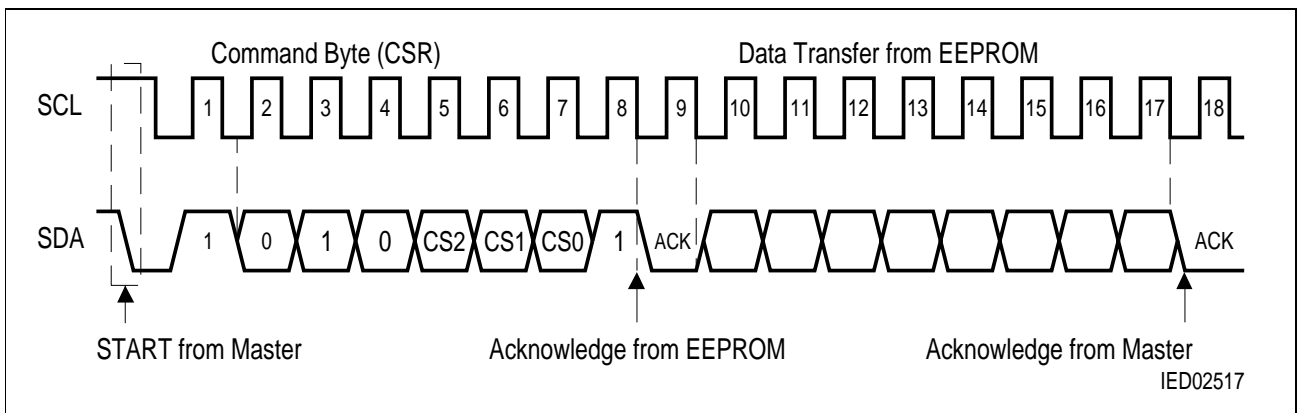 Command Byte (CSR) Data Transfer from EEPROM
SCL 1 2 3 4 5 6 7 8 9 10 11 12 13 14 15 16 17 18
SDA 1 0 1 0 CS2 CS1 CS0 1 ACK ACK
START from Master Acknowledge from EEPROM Acknowledge from Master
IED02517